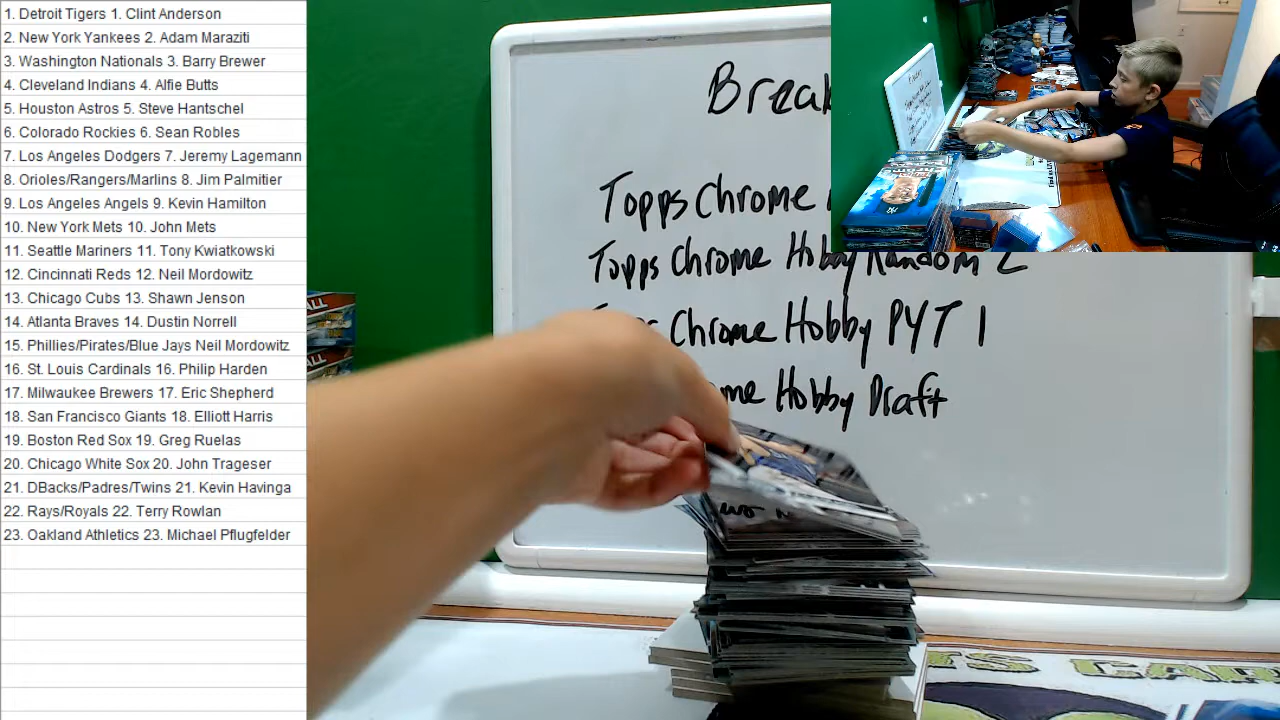 1. Detroit Tigers 1. Clint Anderson
2. New York Yankees 2. Adam Maraziti
3. Washington Nationals 3. Barry Brewer
4. Cleveland Indians 4. Alfie Butts
5. Houston Astros 5. Steve Hantschel
6. Colorado Rockies 6. Sean Robles
7. Los Angeles Dodgers 7. Jeremy Lagemann
8. Orioles/Rangers/Marlins 8. Jim Palmitier
9. Los Angeles Angels 9. Kevin Hamilton
10. New York Mets 10. John Mets
11. Seattle Mariners 11. Tony Kwiatkowski
12. Cincinnati Reds 12. Neil Mordowitz
13. Chicago Cubs 13. Shawn Jenson
14. Atlanta Braves 14. Dustin Norrell
15. Phillies/Pirates/Blue Jays Neil Mordowitz
16. St. Louis Cardinals 16. Philip Harden
17. Milwaukee Brewers 17. Eric Shepherd
18. San Francisco Giants 18. Elliott Harris
19. Boston Red Sox 19. Greg Ruelas
20. Chicago White Sox 20. John Trageser
21. DBacks/Padres/Twins 21. Kevin Havinga
22. Rays/Royals 22. Terry Rowlan
23. Oakland Athletics 23. Michael Pflugfelder
Brea
Topps Chrome
Topps Chrome Hobby Random 2
Chrome Hobby PYT 1
me Hobby Draft